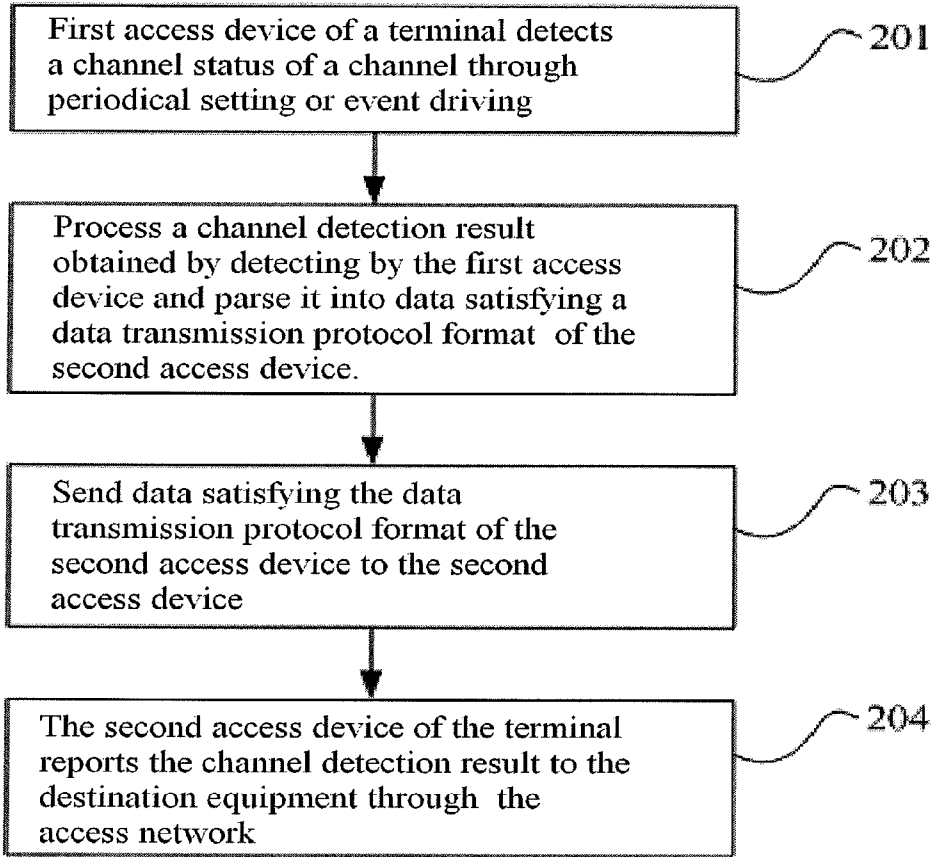 First access device of a terminal detects
a channel status of a channel through
periodical setting or event driving
201
Process a channel detection result
obtained by detecting by the first access
device and parse it into data satisfying a
data transmission protocol format of the
second access device.
202
Send data satisfying the data
transmission protocol format of the
second access device to the second
access device
203
The second access device of the terminal
reports the channel detection result to the
destination equipment through the
access network
204